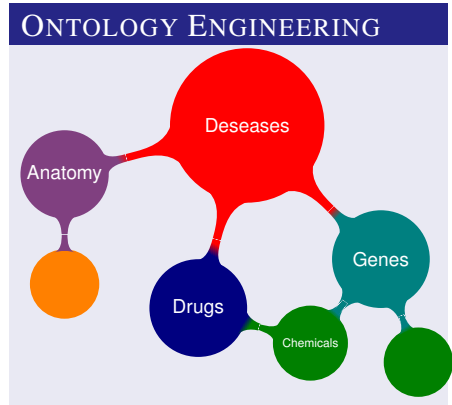 ONTOLOGY ENGINEERING
Deseases
Anatomy
Genes
Drugs
Chemicals